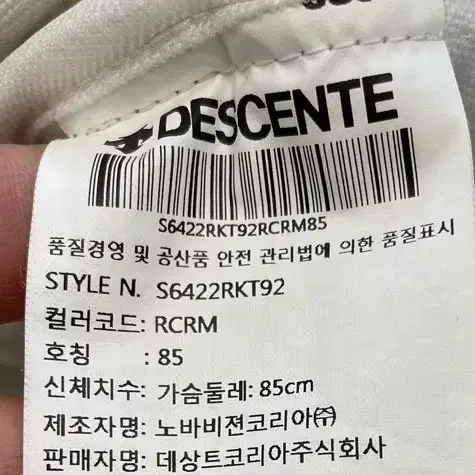 DESCENTE
S6422RKT92RCRM85
품질경영 및 공산품 안전 관리법에 의한 품질표시
STYLE N. S6422RKT92
컬러코드: RCRM
호칭 : 85
신체치수: 가슴둘레: 85cm
제조자명: 노바비젼코리아㈜
판매자명: 데상트코리아주식회사